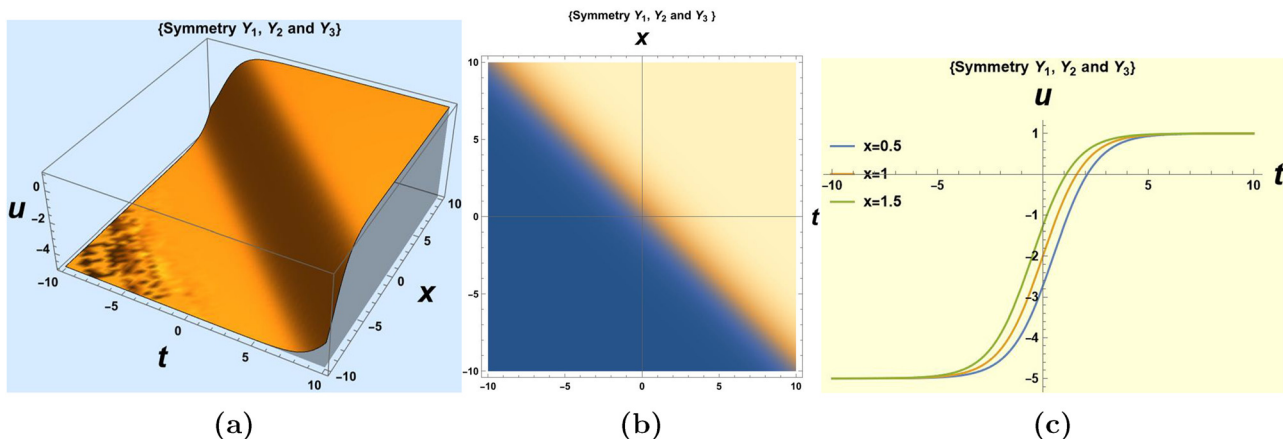 {Symmetry Y₁, Y₂ and Y₃}
u
0
−2
−4
−10
−5
0
5
10
t
−10
−5
0
5
10
x
(a)
{Symmetry Y₁, Y₂ and Y₃ }
x
10
5
0
−5
−10
−10
−5
0
5
10
t
(b)
{Symmetry Y₁, Y₂ and Y₃}
u
x=0.5
x=1
x=1.5
1
−1
−2
−3
−4
−5
−10
−5
5
10
t
(c)